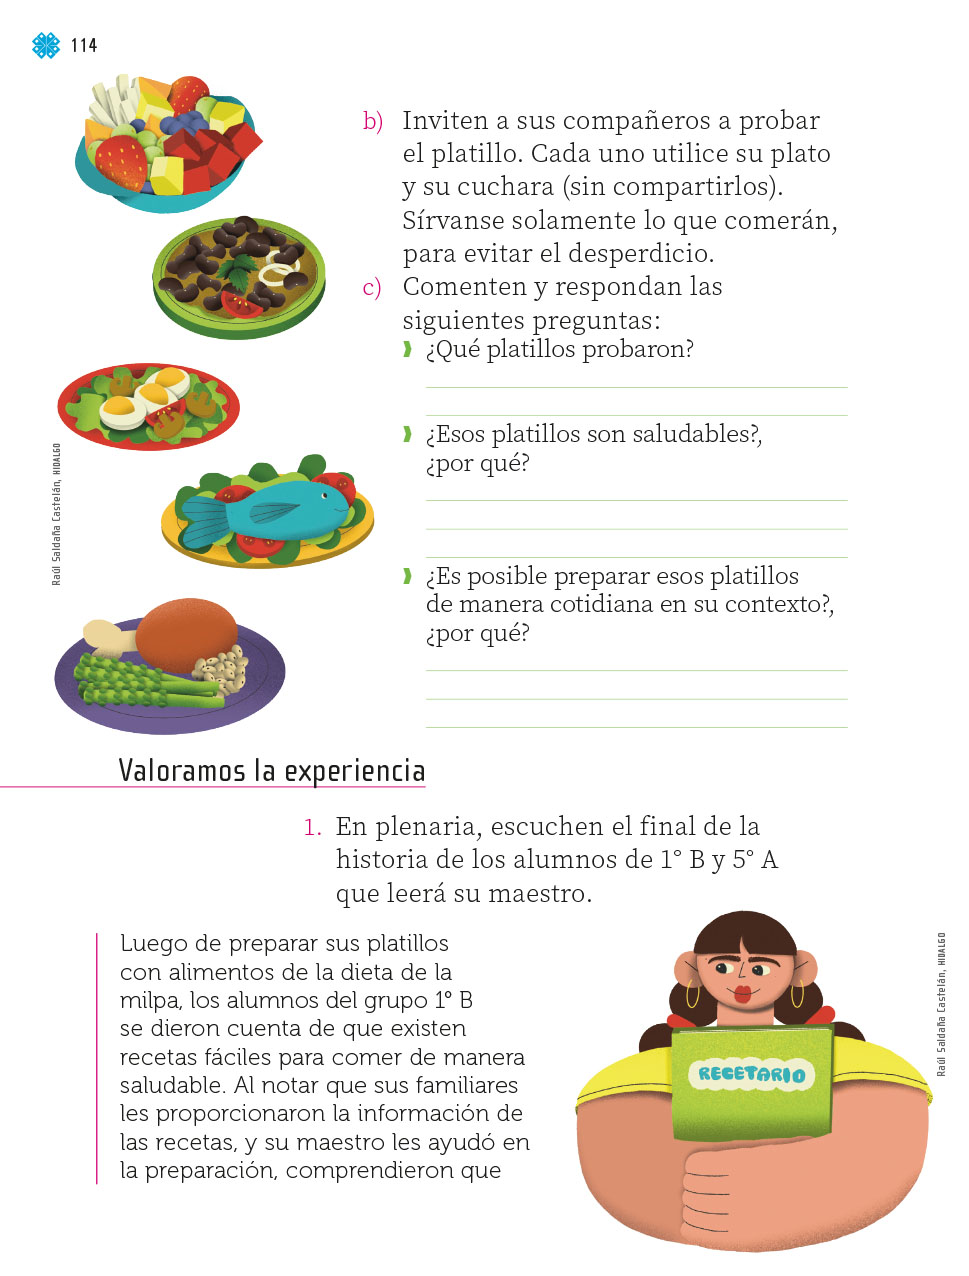 114
b) Inviten a sus compañeros a probar
el platillo. Cada uno utilice su plato
y su cuchara (sin compartirlos).
Sírvanse solamente lo que comerán,
para evitar el desperdicio.
c) Comenten y respondan las
siguientes preguntas:
¿Qué platillos probaron?
¿Esos platillos son saludables?,
¿por qué?
¿Es posible preparar esos platillos
de manera cotidiana en su contexto?,
¿por qué?
Raúl Saldaña Castelán, HIDALGO
Valoramos la experiencia
1. En plenaria, escuchen el final de la
historia de los alumnos de 1° B y 5° A
que leerá su maestro.
Luego de preparar sus platillos
con alimentos de la dieta de la
milpa, los alumnos del grupo 1° B
se dieron cuenta de que existen
recetas fáciles para comer de manera
saludable. Al notar que sus familiares
les proporcionaron la información de
las recetas, y su maestro les ayudó en
la preparación, comprendieron que
RECETARIO
Raúl Saldaña Castelán, HIDALGO